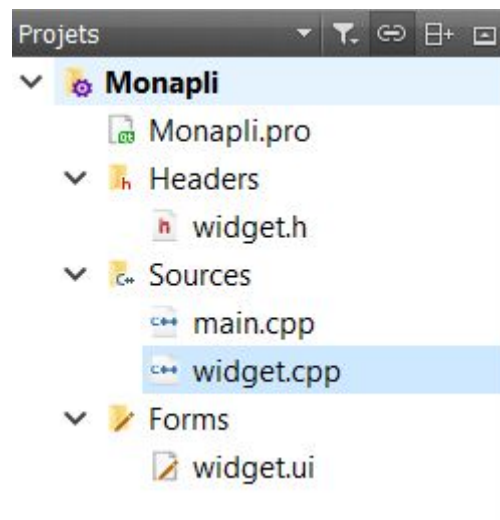 Projets
Monapli
Monapli.pro
Headers
widget.h
Sources
main.cpp
widget.cpp
Forms
widget.ui